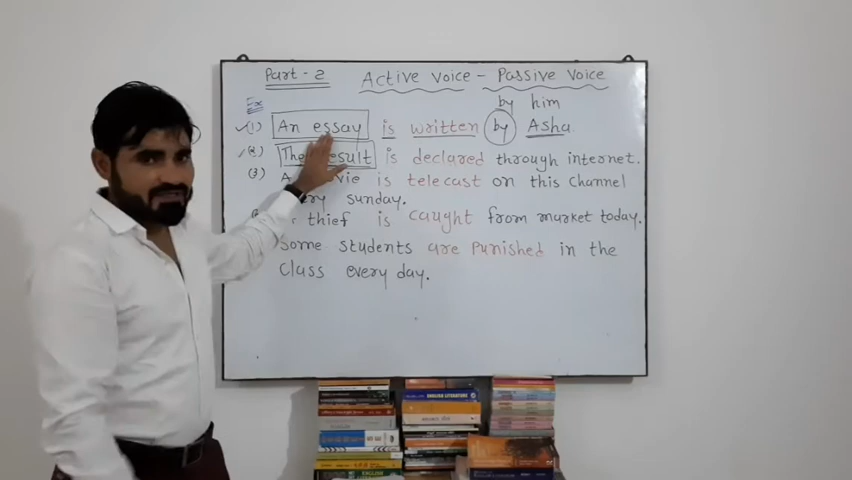 Part - 2 Active Voice - Passive Voice
Ex by him
(1) An essay is written by Asha.
(2) The result is declared through internet.
(3) is telecast on this Channel
sunday.
thief is caught from market today.
Some students are punished in the
class every day.
ENGLISH